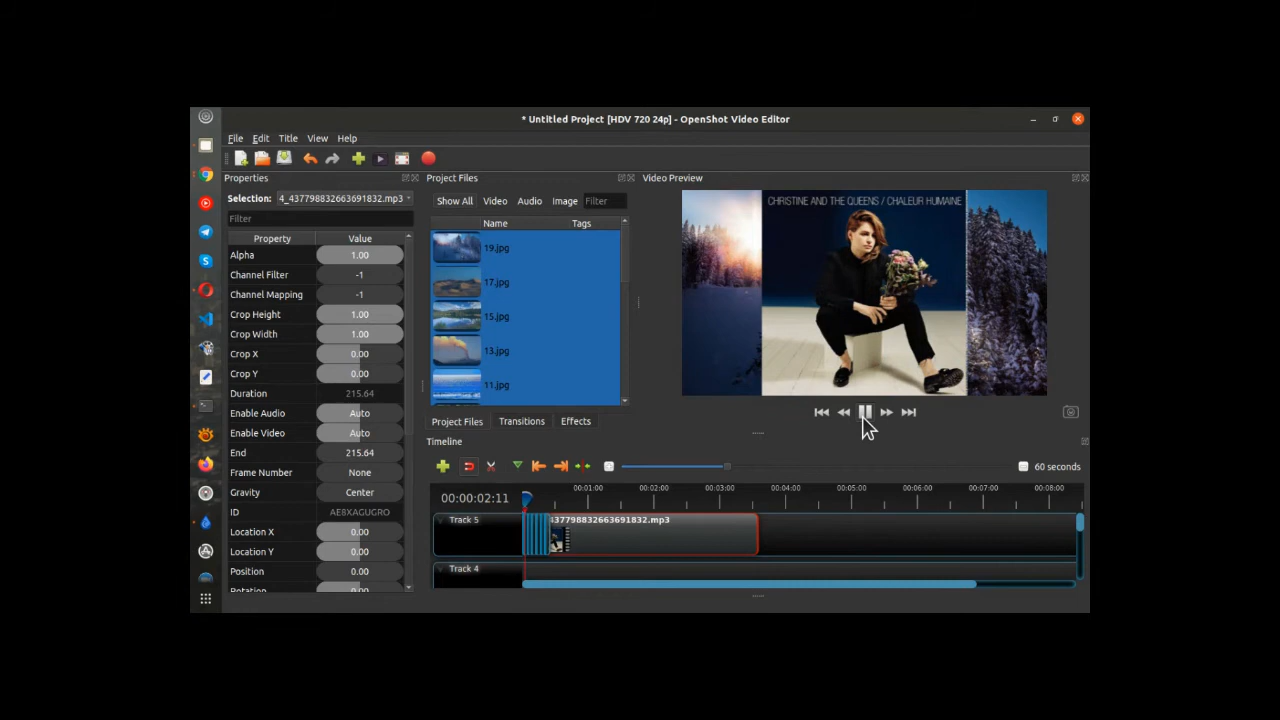 * Untitled Project [HDV 720 24p] - OpenShot Video Editor
File Edit Title View Help
Properties
Selection: 4_437798832663691832.mp3
Filter
Property Value
Alpha 1.00
Channel Filter -1
Channel Mapping -1
Crop Height 1.00
Crop Width 1.00
Crop X 0.00
Crop Y 0.00
Duration 215.64
Enable Audio Auto
Enable Video Auto
End 215.64
Frame Number None
Gravity Center
ID AE8XAGUGRO
Location X 0.00
Location Y 0.00
Position 0.00
Rotation 0.00
Project Files
Show All Video Audio Image Filter
Name Tags
19.jpg
17.jpg
15.jpg
13.jpg
11.jpg
Project Files Transitions Effects
Video Preview
CHRISTINE AND THE QUEENS / CHALEUR HUMAINE
Timeline
60 seconds
00:00:02:11
00:01:00 00:02:00 00:03:00 00:04:00 00:05:00 00:06:00 00:07:00 00:08:00
Track 5
437798832663691832.mp3
Track 4